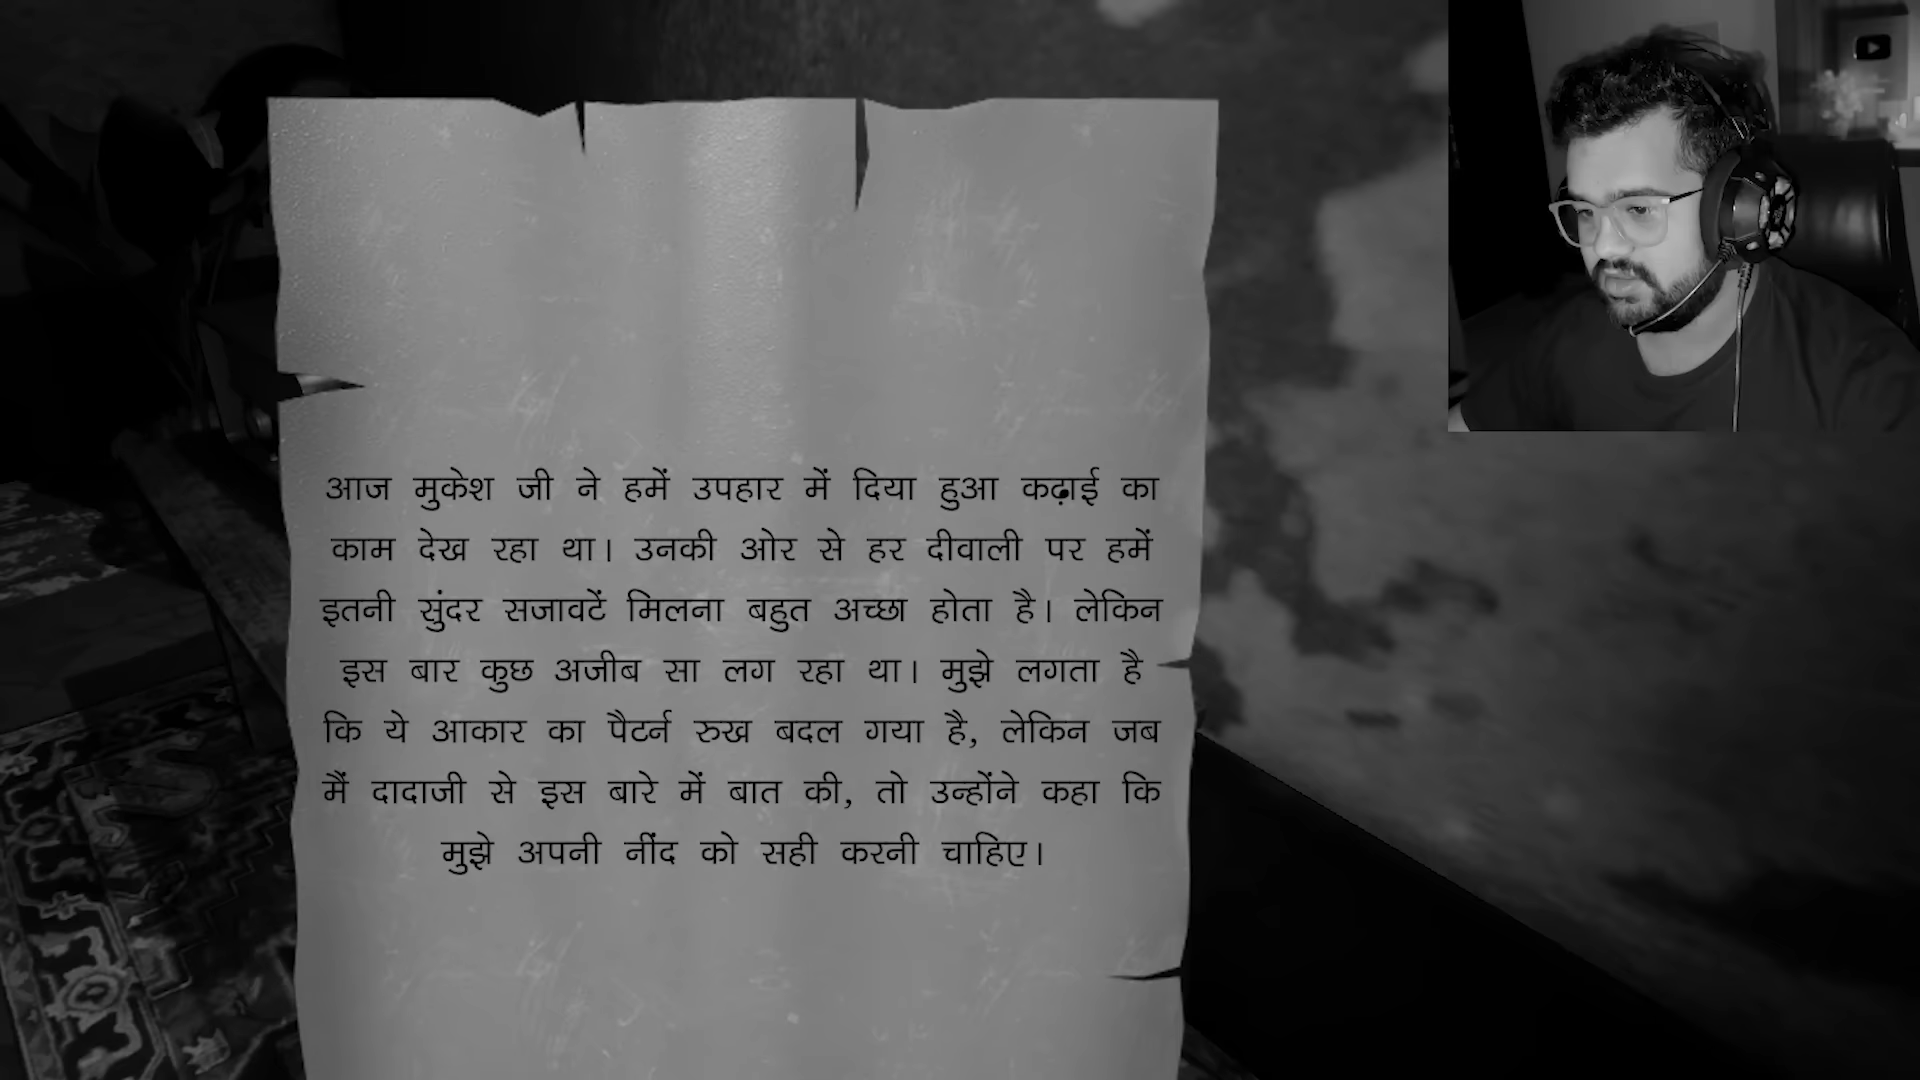 आज मुकेश जी ने हमें उपहार में दिया हुआ कढ़ाई का
काम देख रहा था। उनकी ओर से हर दीवाली पर हमें
इतनी सुंदर सजावटें मिलना बहुत अच्छा होता है। लेकिन
इस बार कुछ अजीब सा लग रहा था। मुझे लगता है
कि ये आकार का पैटर्न रुख बदल गया है, लेकिन जब
मैं दादाजी से इस बारे में बात की, तो उन्होंने कहा कि
मुझे अपनी नींद को सही करनी चाहिए।